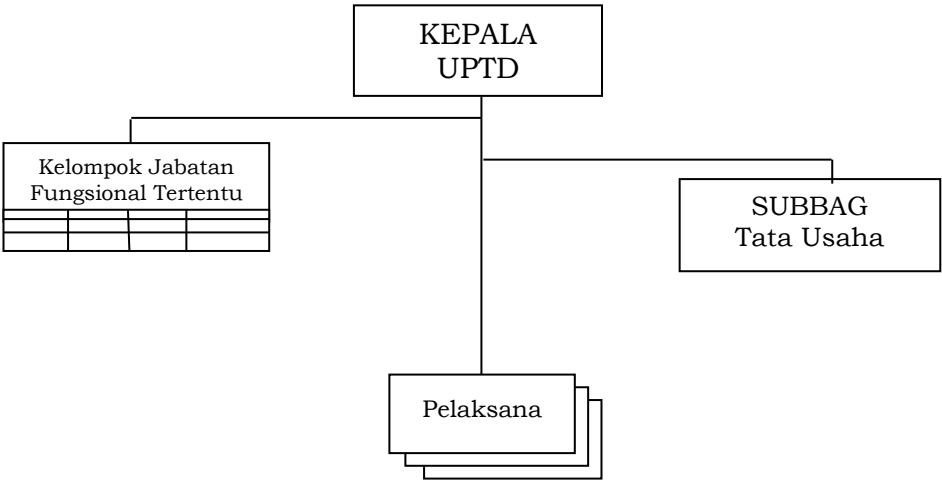 KEPALA
UPTD
Kelompok Jabatan
Fungsional Tertentu
SUBBAG
Tata Usaha
Pelaksana